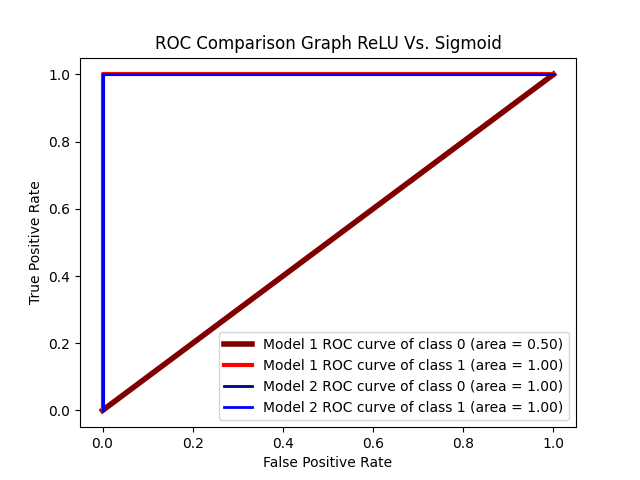 ROC Comparison Graph ReLU Vs. Sigmoid
1.0
0.8
0.6
0.4
0.2
0.0
True Positive Rate
Model 1 ROC curve of class 0 (area = 0.50)
Model 1 ROC curve of class 1 (area = 1.00)
Model 2 ROC curve of class 0 (area = 1.00)
Model 2 ROC curve of class 1 (area = 1.00)
0.0 0.2 0.4 0.6 0.8 1.0
False Positive Rate